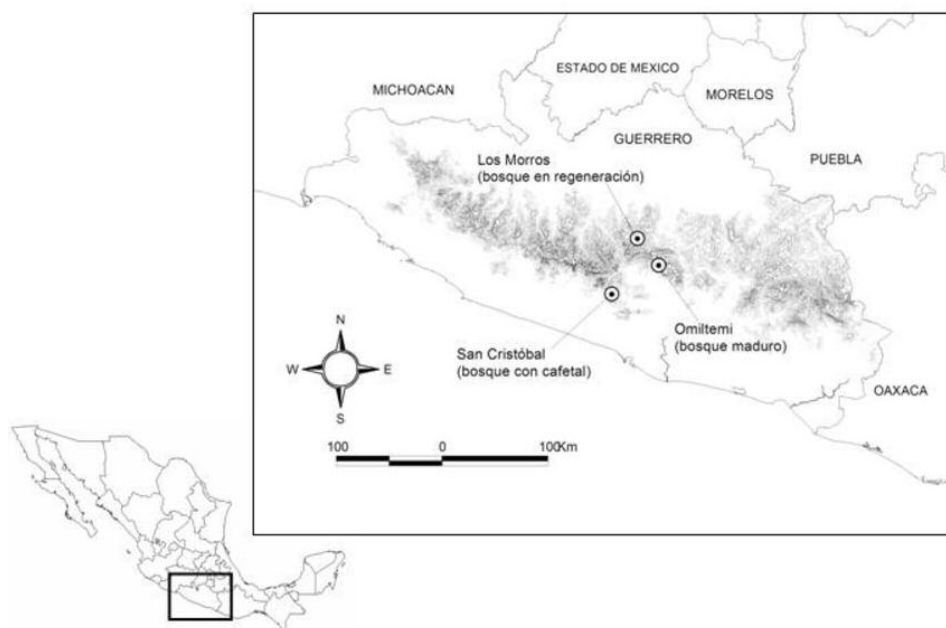 ESTADO DE MEXICO
MICHOACAN
MORELOS
GUERRERO
PUEBLA
Los Morros
(bosque en regeneración)
Omiltemi
(bosque maduro)
San Cristóbal
(bosque con cafetal)
OAXACA
N
W E
S
100 0 100Km